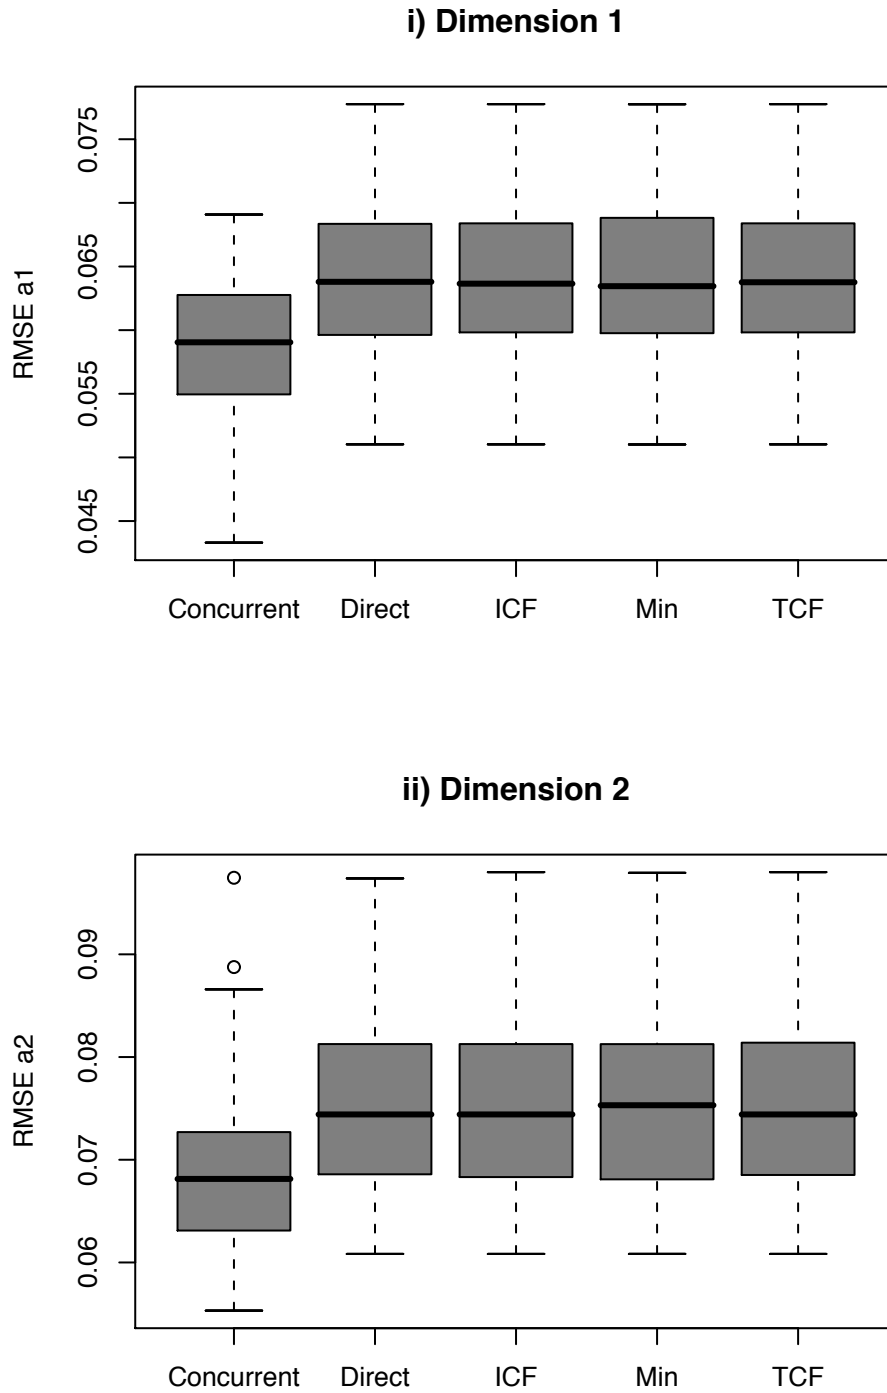 i) Dimension 1
0.075
0.065
0.055
0.045
RMSE a1
Concurrent Direct ICF Min TCF
ii) Dimension 2
0.09
0.08
0.07
0.06
RMSE a2
Concurrent Direct ICF Min TCF